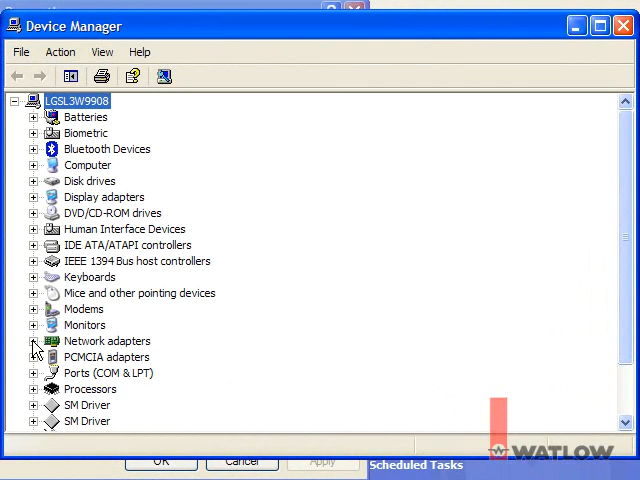 Device Manager
File Action View Help
LGSL3W9908
Batteries
Biometric
Bluetooth Devices
Computer
Disk drives
Display adapters
DVD/CD-ROM drives
Human Interface Devices
IDE ATA/ATAPI controllers
IEEE 1394 Bus host controllers
Keyboards
Mice and other pointing devices
Modems
Monitors
Network adapters
PCMCIA adapters
Ports (COM & LPT)
Processors
SM Driver
SM Driver
WATLOW
OK Cancel Apply
Scheduled Tasks